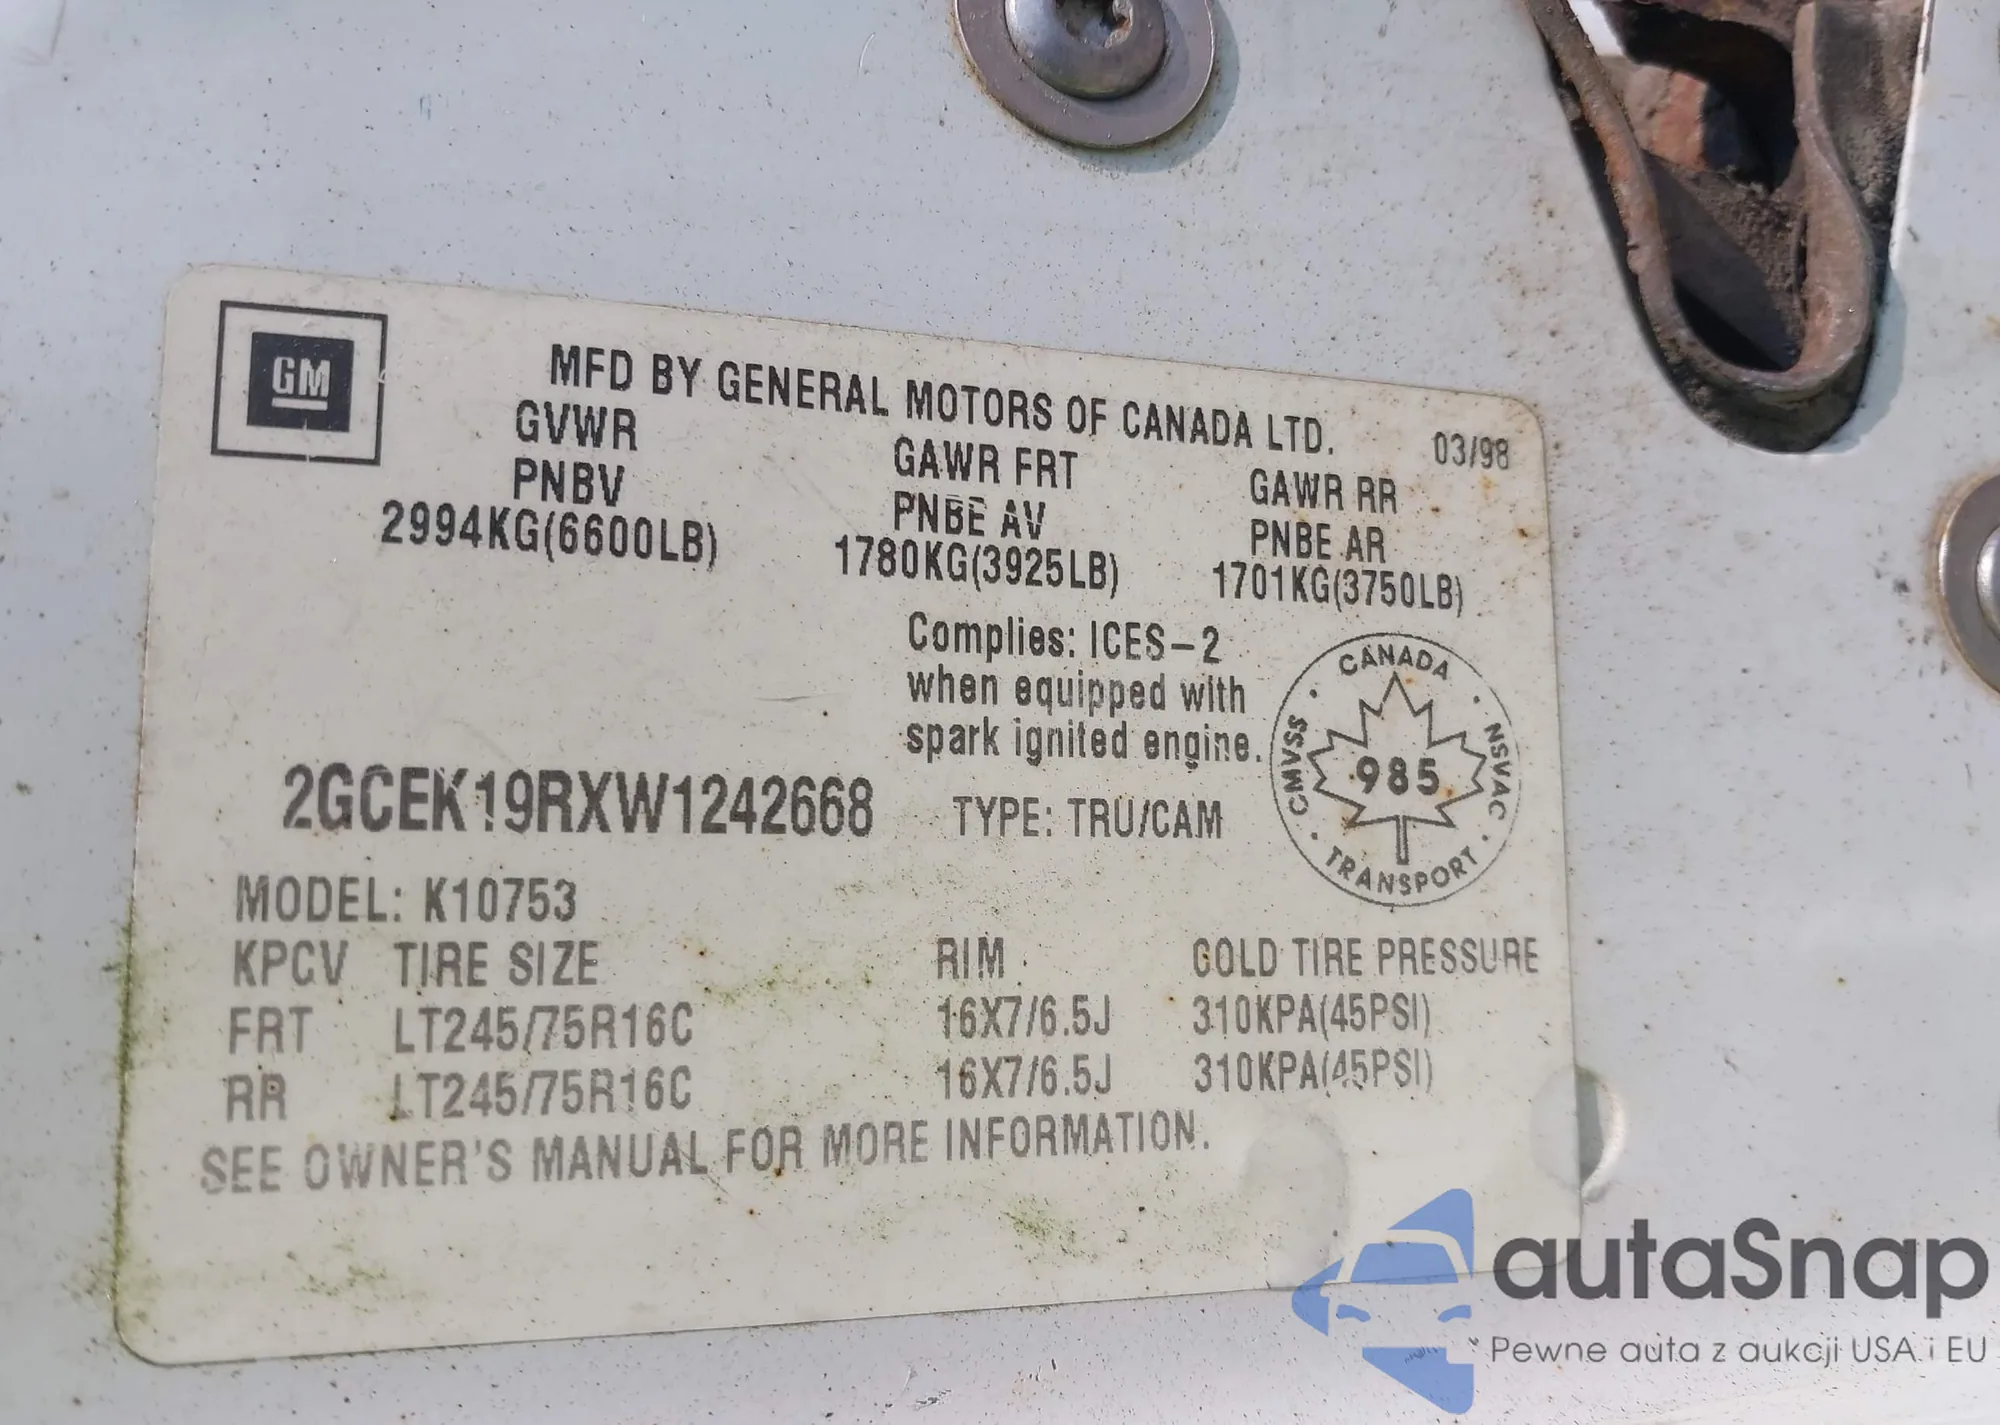 GM
MFD BY GENERAL MOTORS OF CANADA LTD.
03/98
GVWR GAWR FRT GAWR RR
PNBV PNBE AV PNBE AR
2994KG(6600LB) 1780KG(3925LB) 1701KG(3750LB)
Complies: ICES-2
when equipped with
spark ignited engine.
CANADA
CMVSS
985
NSVAC
TRANSPORT
2GCEK19RXW1242668 TYPE: TRU/CAM
MODEL: K10753
KPCV TIRE SIZE RIM COLD TIRE PRESSURE
FRT LT245/75R16C 16X7/6.5J 310KPA(45PSI)
RR LT245/75R16C 16X7/6.5J 310KPA(45PSI)
SEE OWNER'S MANUAL FOR MORE INFORMATION.
autaSnap
Pewne auta z aukcji USA i EU